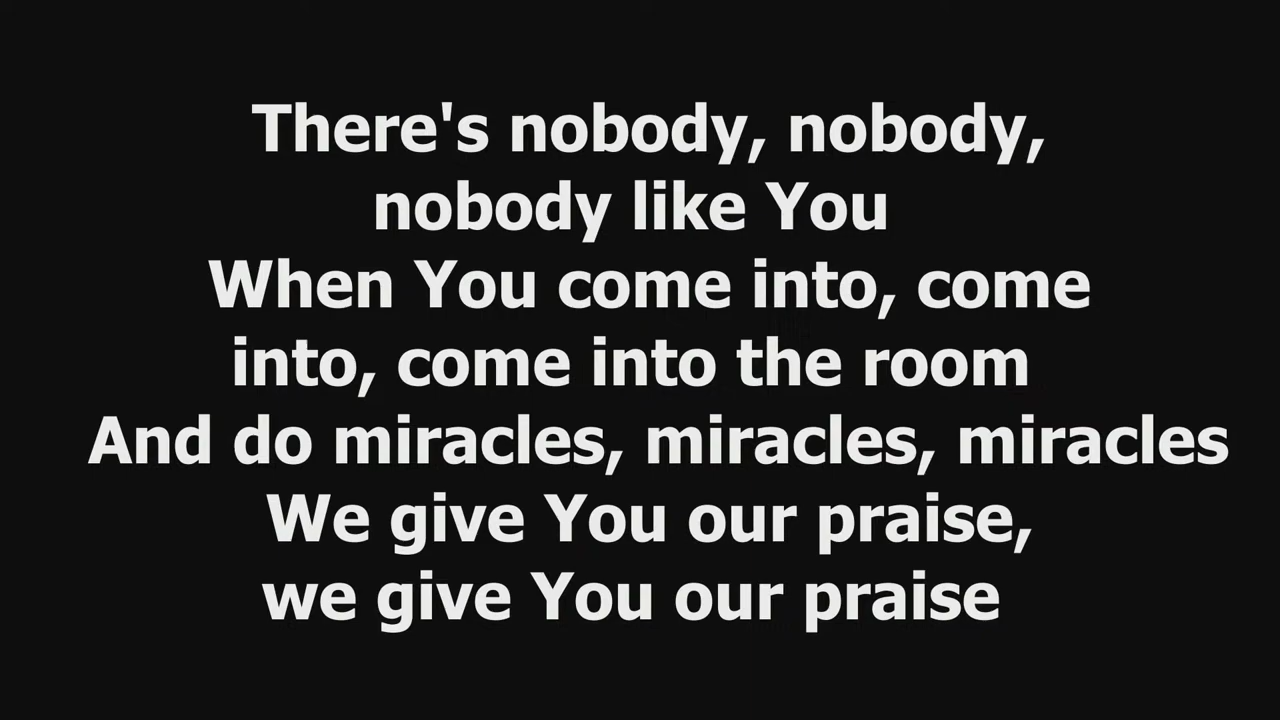 There's nobody, nobody,
nobody like You
When You come into, come
into, come into the room
And do miracles, miracles, miracles
We give You our praise,
we give You our praise